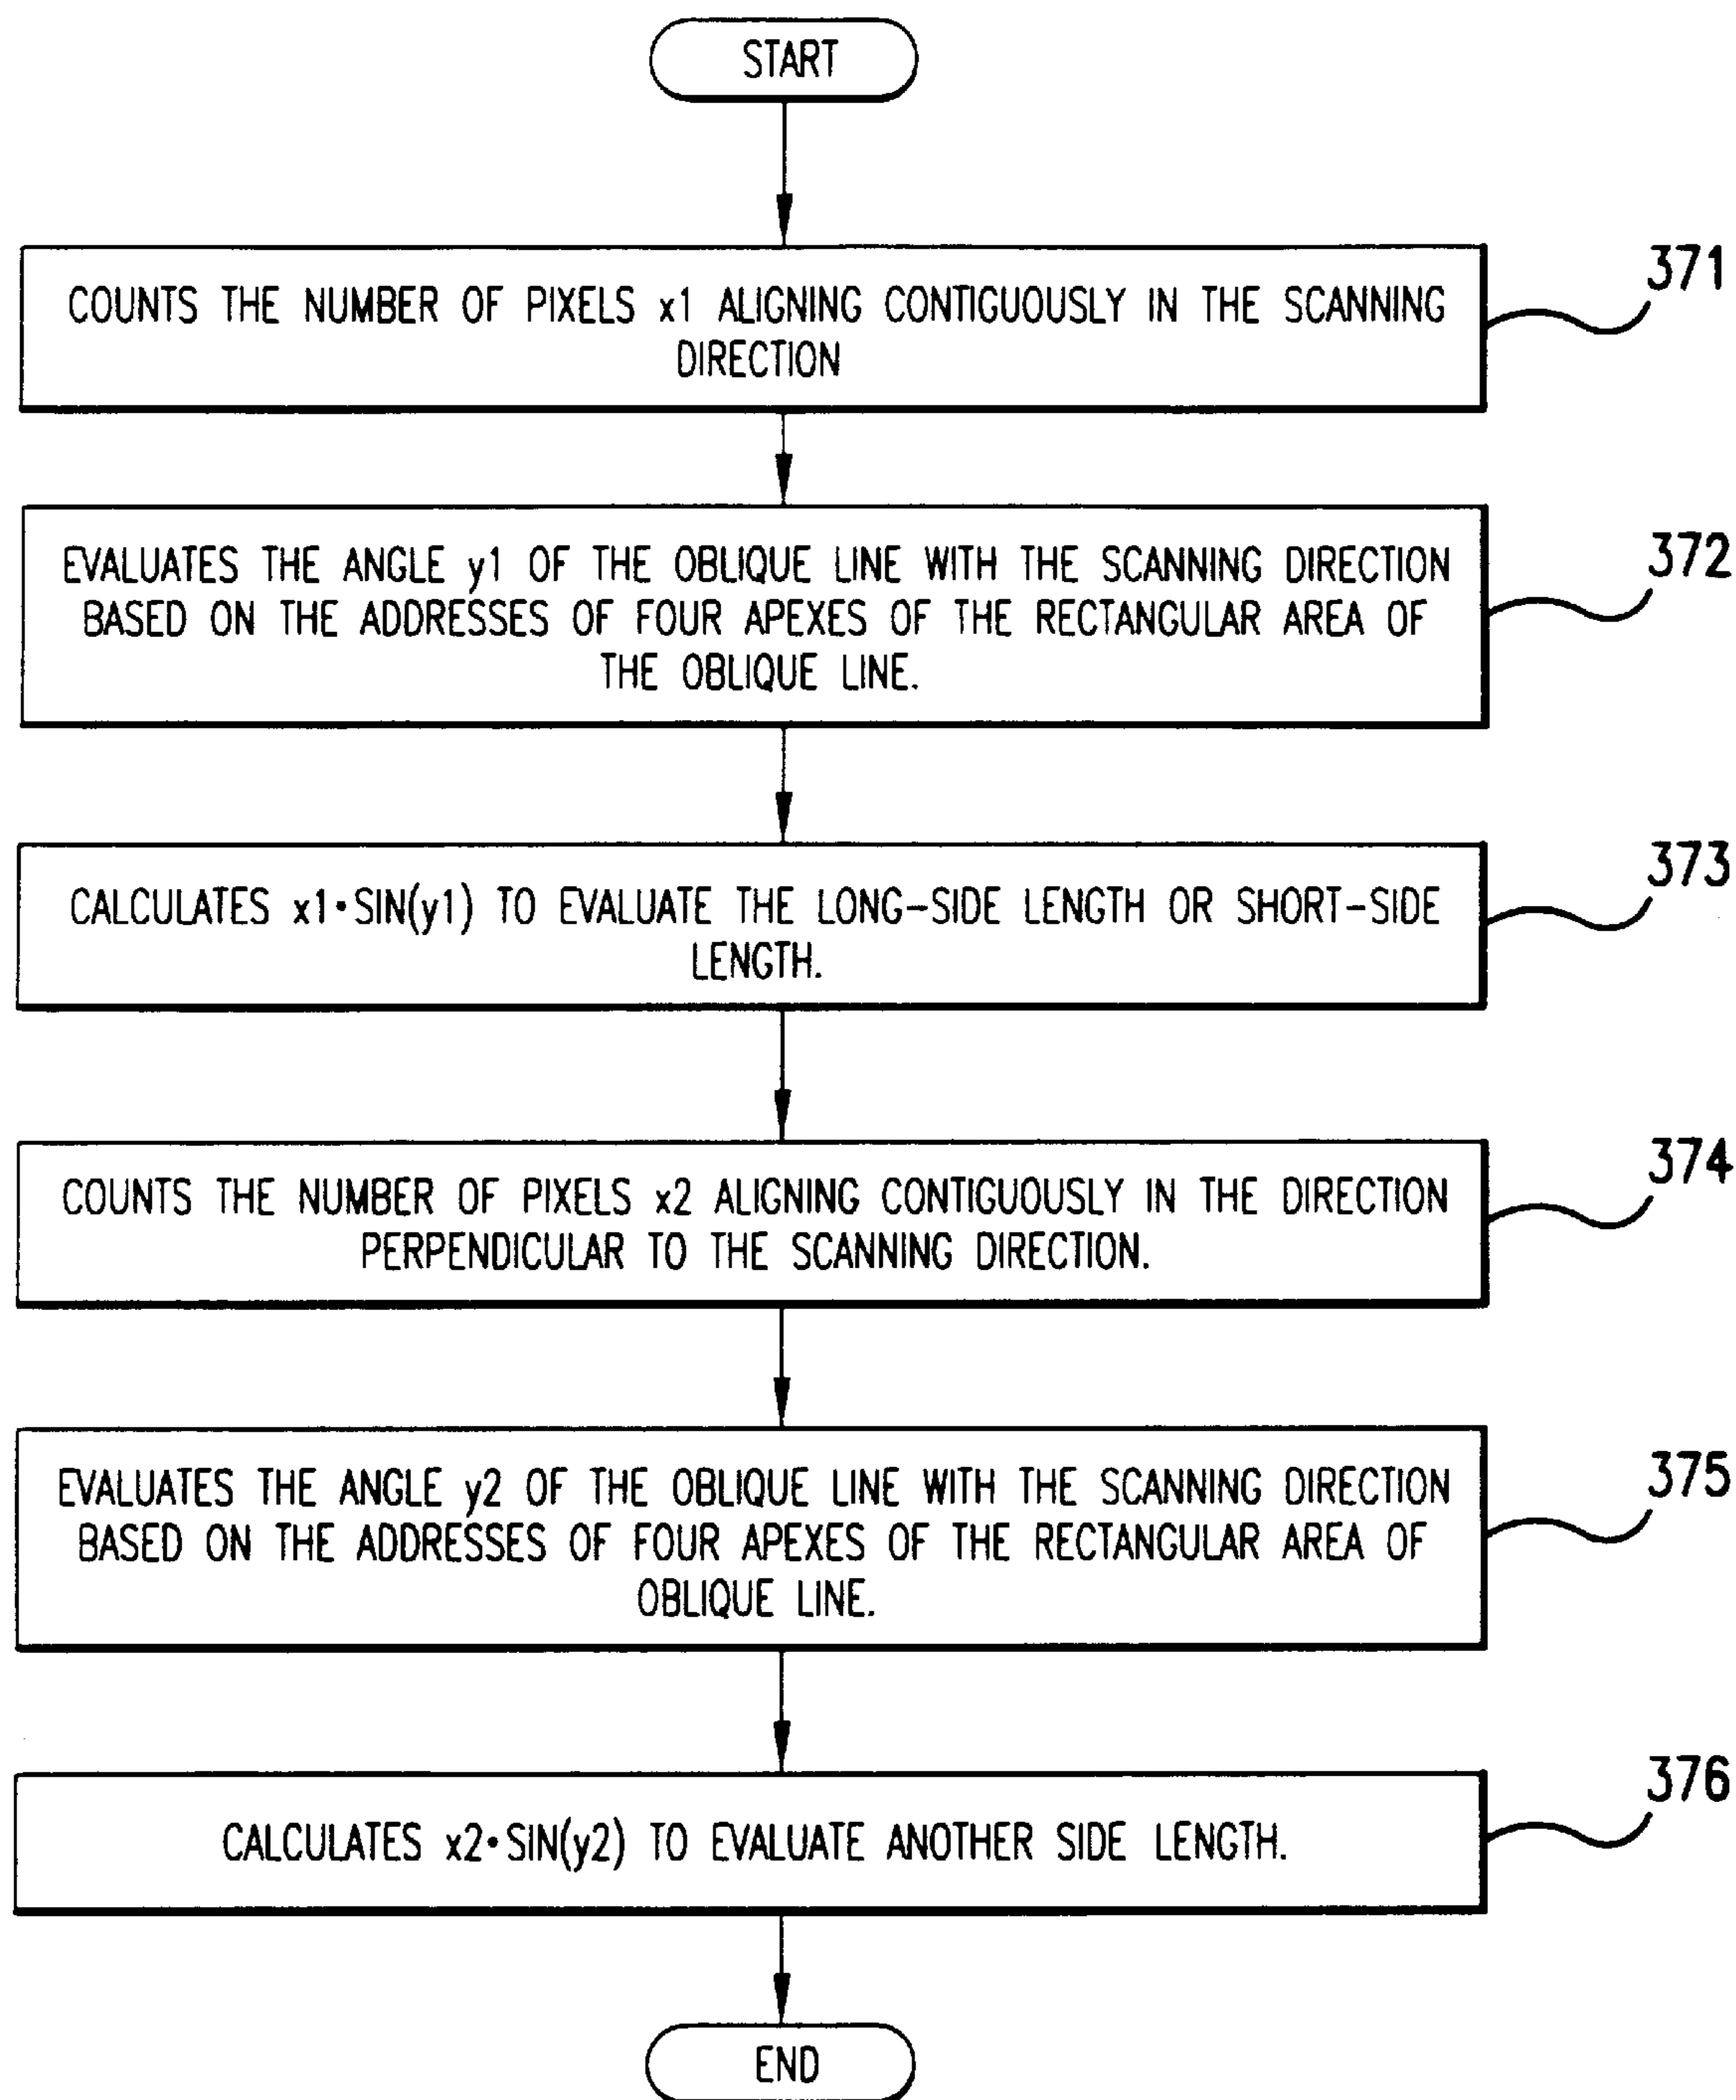 START
COUNTS THE NUMBER OF PIXELS x1 ALIGNING CONTIGUOUSLY IN THE SCANNING
DIRECTION
371
EVALUATES THE ANGLE y1 OF THE OBLIQUE LINE WITH THE SCANNING DIRECTION
BASED ON THE ADDRESSES OF FOUR APEXES OF THE RECTANGULAR AREA OF
THE OBLIQUE LINE.
372
CALCULATES x1•SIN(y1) TO EVALUATE THE LONG-SIDE LENGTH OR SHORT-SIDE
LENGTH.
373
COUNTS THE NUMBER OF PIXELS x2 ALIGNING CONTIGUOUSLY IN THE DIRECTION
PERPENDICULAR TO THE SCANNING DIRECTION.
374
EVALUATES THE ANGLE y2 OF THE OBLIQUE LINE WITH THE SCANNING DIRECTION
BASED ON THE ADDRESSES OF FOUR APEXES OF THE RECTANGULAR AREA OF
OBLIQUE LINE.
375
CALCULATES x2•SIN(y2) TO EVALUATE ANOTHER SIDE LENGTH.
376
END